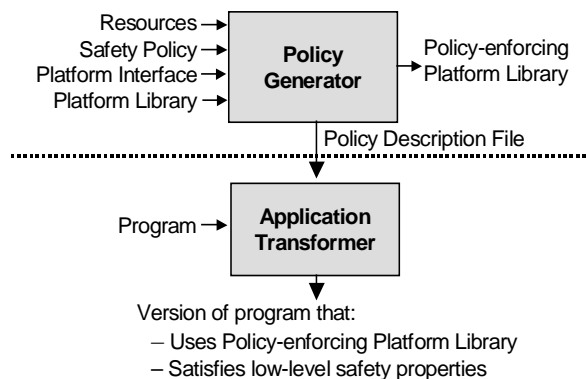 Resources
Safety Policy
Platform Interface
Platform Library
Policy
Generator
Policy-enforcing
Platform Library
Policy Description File
Program
Application
Transformer
Version of program that:
– Uses Policy-enforcing Platform Library
– Satisfies low-level safety properties